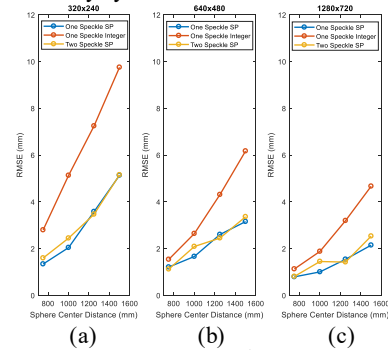 320x240
12
10
8
6
4
2
0
RMSE (mm)
One Speckle SP
One Speckle Integer
Two Speckle SP
800 1000 1200 1400 1600
Sphere Center Distance (mm)
(a)
640x480
12
10
8
6
4
2
0
RMSE (mm)
One Speckle SP
One Speckle Integer
Two Speckle SP
800 1000 1200 1400 1600
Sphere Center Distance (mm)
(b)
1280x720
12
10
8
6
4
2
0
RMSE (mm)
One Speckle SP
One Speckle Integer
Two Speckle SP
800 1000 1200 1400 1600
Sphere Center Distance (mm)
(c)